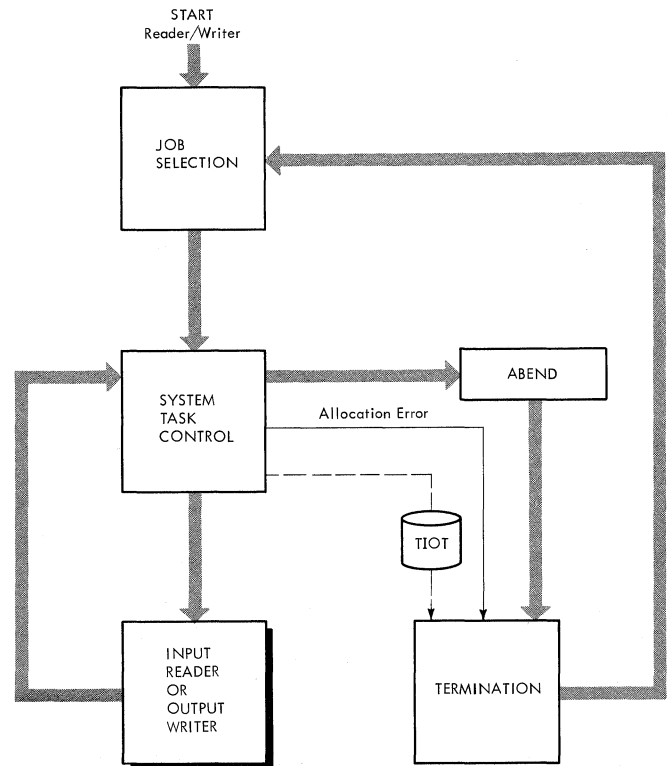 START
Reader/Writer
JOB
SELECTION
SYSTEM
TASK
CONTROL
ABEND
Allocation Error
TIOT
INPUT
READER
OR
OUTPUT
WRITER
TERMINATION